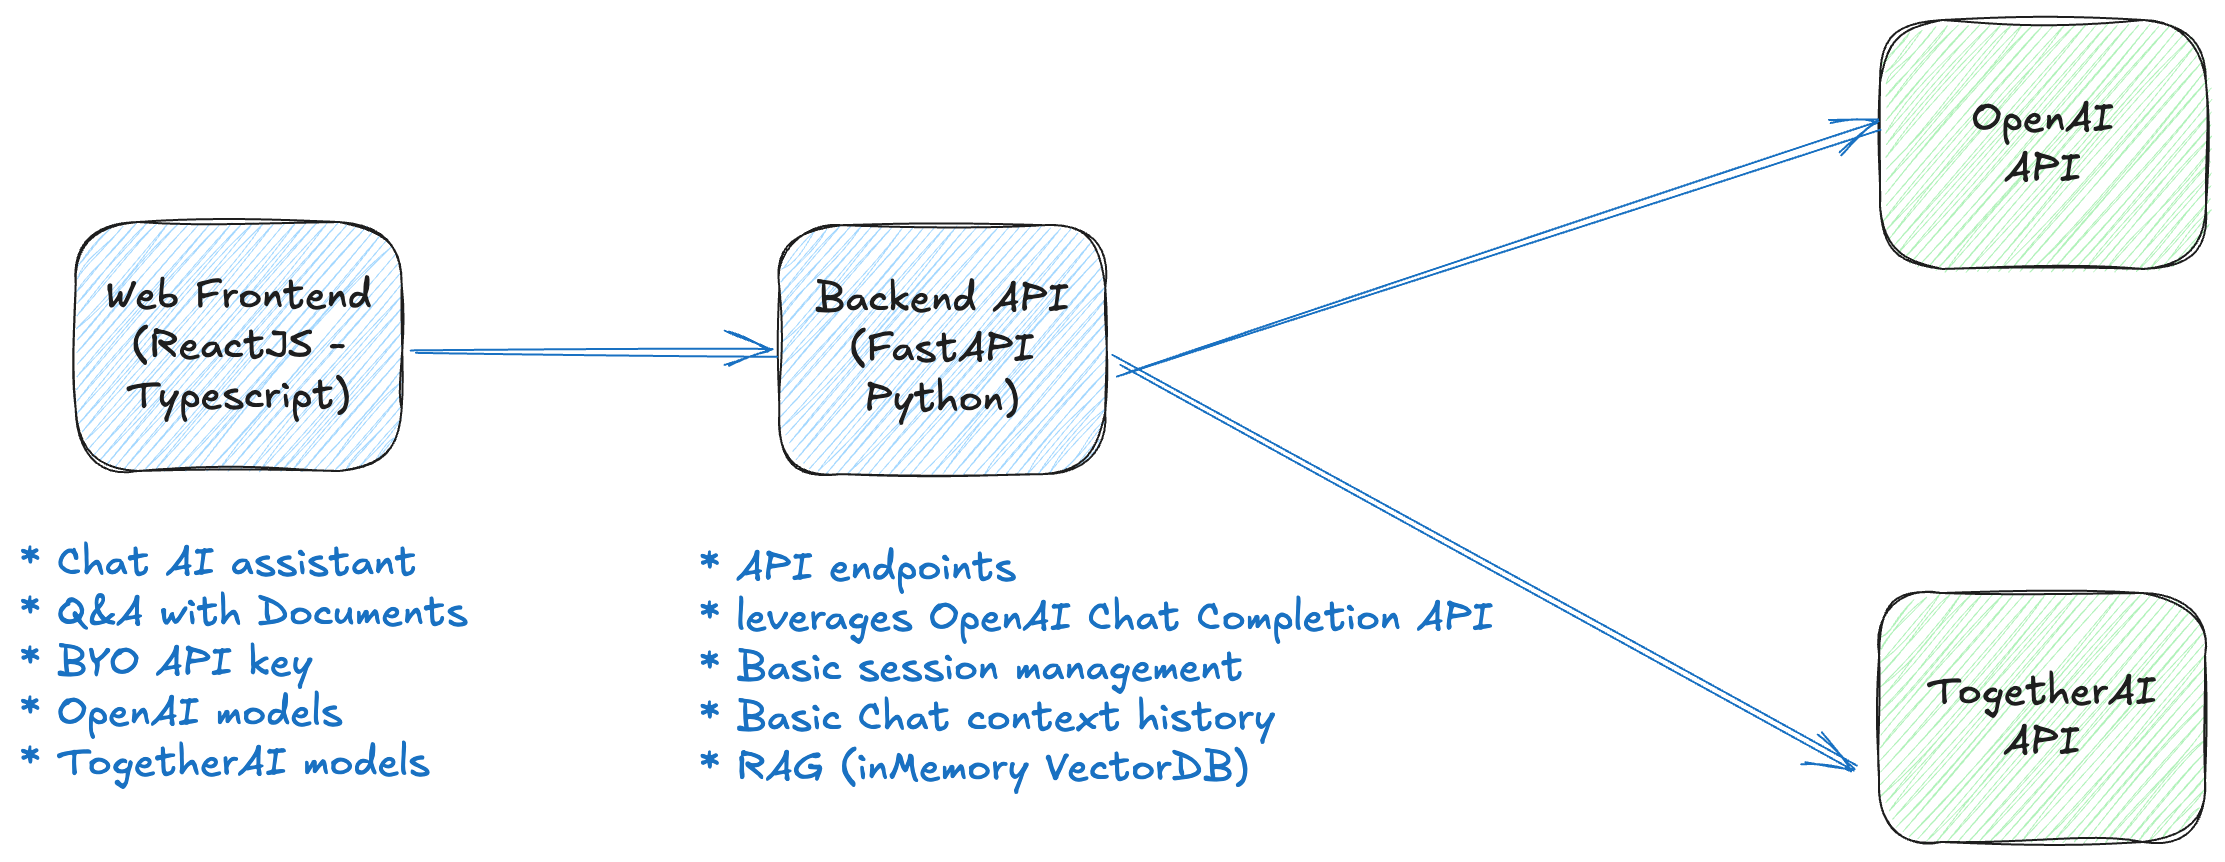 Web Frontend
(ReactJS -
Typescript)
* Chat AI assistant
* Q&A with Documents
* BYO API key
* OpenAI models
* TogetherAI models
Backend API
(FastAPI
Python)
* API endpoints
* leverages OpenAI Chat Completion API
* Basic session management
* Basic Chat context history
* RAG (inMemory VectorDB)
OpenAI
API
TogetherAI
API